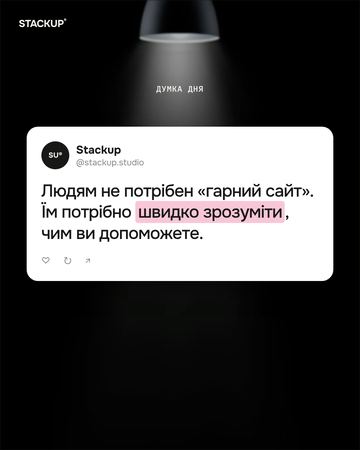 STACKUP®
ДУМКА ДНЯ
SU®
Stackup
@stackup.studio
Людям не потрібен «гарний сайт».
Їм потрібно швидко зрозуміти,
чим ви допоможете.